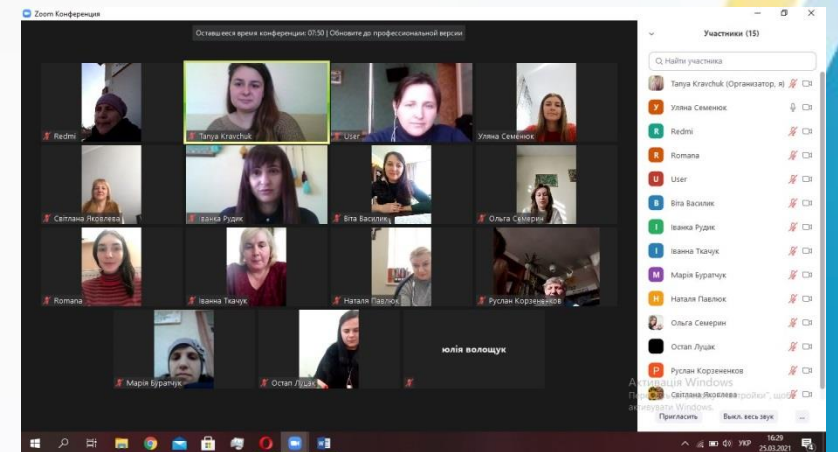 Zoom Конференция
Оставшееся время конференции: 07:50 | Обновите до профессиональной версии
Redmi
Tanya Kravchuk
User
Уляна Семенюк
Світлана Яковлева
Іванка Рудик
Віта Василик
Ольга Семерин
Romana
Іванна Ткачук
Наталя Павлюк
Руслан Корзененков
Марія Буратчук
Остап Луцак
юлія волощук
Участники (15)
Найти участника
Tanya Kravchuk (Организатор, я)
У Уляна Семенюк
R Redmi
R Romana
U User
В Віта Василик
І Іванка Рудик
І Іванна Ткачук
М Марія Буратчук
Н Наталя Павлюк
Ольга Семерин
Остап Луцак
Р Руслан Корзененков
Світлана Яковлева
Активація Windows
активувати Windows.
Пригласить
Выкл. весь звук
...
УКР
16:29
25.03.2021